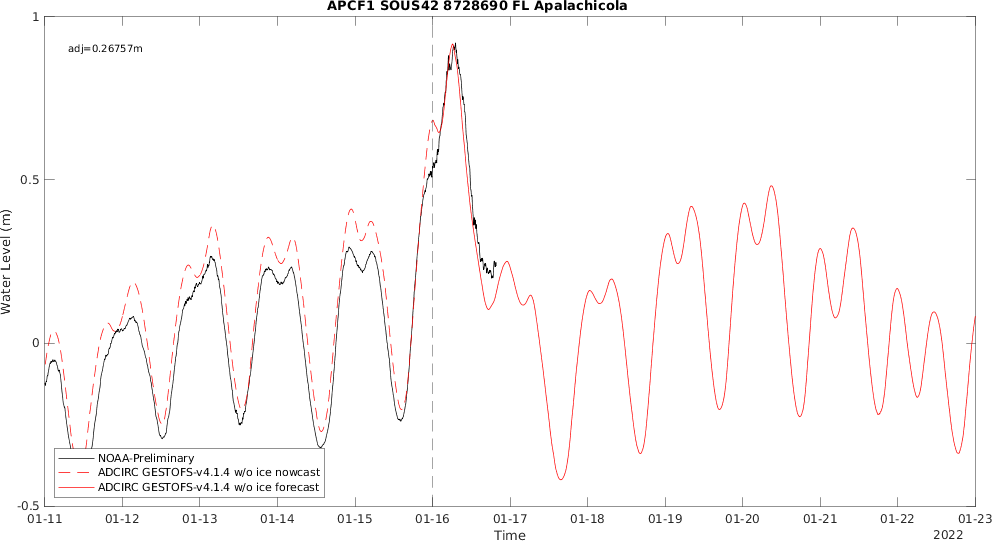 APCF1 SOUS42 8728690 FL Apalachicola
adj=0.26757m
1
0.5
0
-0.5
Water Level (m)
NOAA-Preliminary
ADCIRC GESTOFS-v4.1.4 w/o ice nowcast
ADCIRC GESTOFS-v4.1.4 w/o ice forecast
01-11 01-12 01-13 01-14 01-15 01-16 01-17 01-18 01-19 01-20 01-21 01-22 01-23
Time
2022